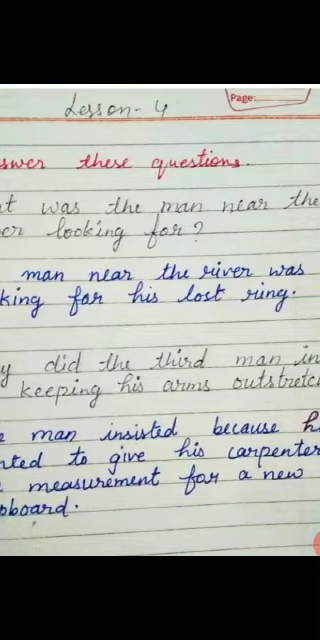 Lesson - 4
Page:
swer these questions.
t was the man near the
er looking for?
man near the river was
king for his lost ring.
y did the third man in
keeping his arms outstretc
e man insisted because h
nted to give his carpenter
e measurement for a new
pboard.